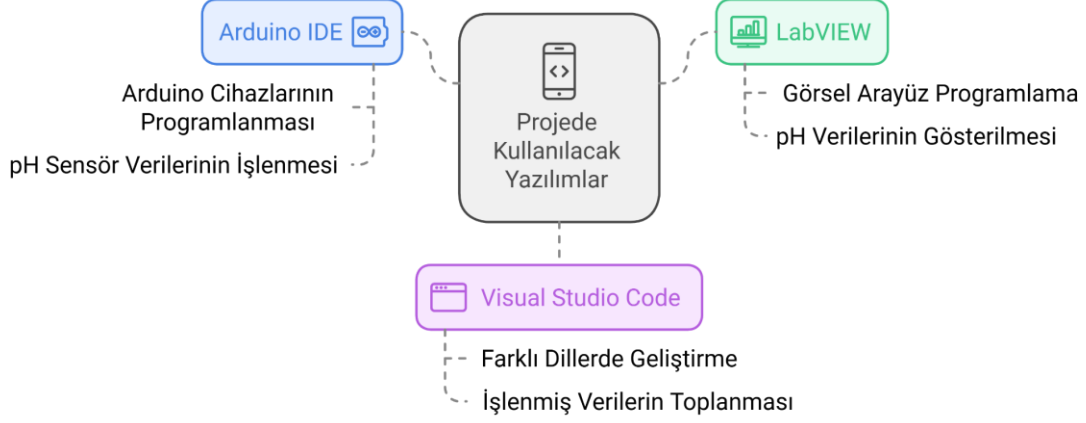 Arduino IDE
Arduino Cihazlarının
Programlanması
pH Sensör Verilerinin İşlenmesi
Projede
Kullanılacak
Yazılımlar
LabVIEW
Görsel Arayüz Programlama
pH Verilerinin Gösterilmesi
Visual Studio Code
Farklı Dillerde Geliştirme
İşlenmiş Verilerin Toplanması